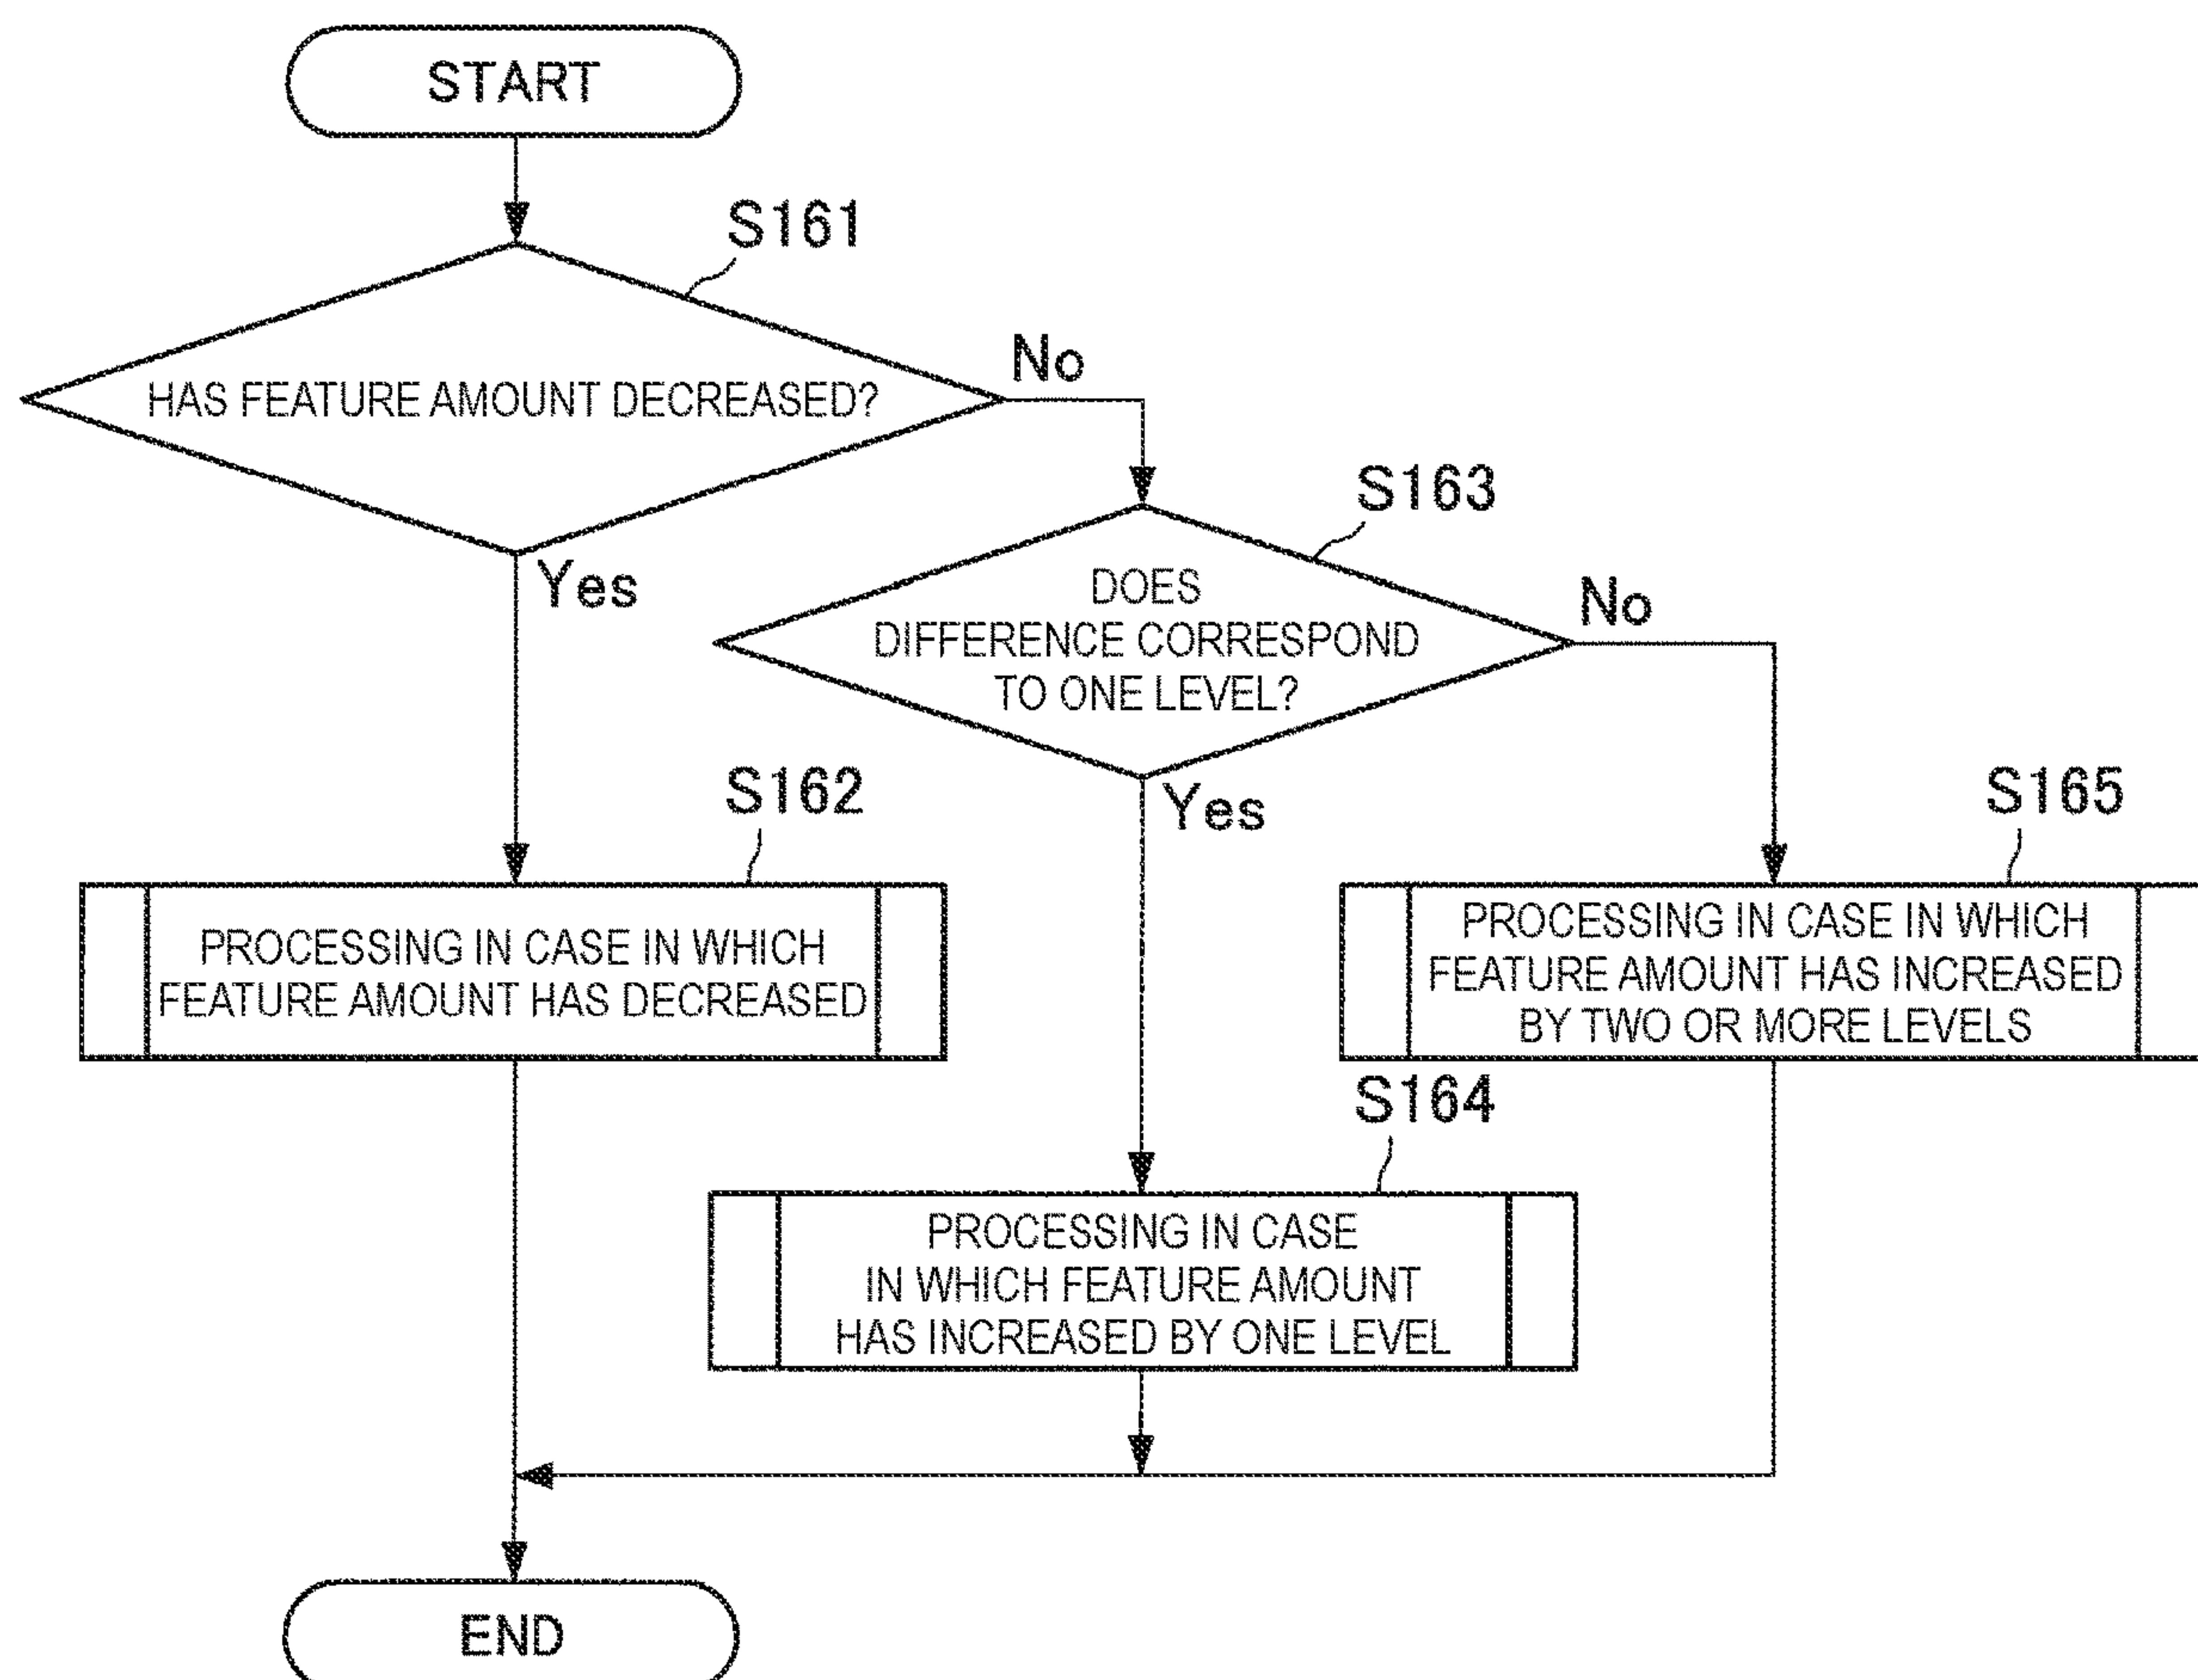 START
S161
HAS FEATURE AMOUNT DECREASED?
No
Yes
S163
DOES
DIFFERENCE CORRESPOND
TO ONE LEVEL?
No
Yes
S162
PROCESSING IN CASE IN WHICH
FEATURE AMOUNT HAS DECREASED
S165
PROCESSING IN CASE IN WHICH
FEATURE AMOUNT HAS INCREASED
BY TWO OR MORE LEVELS
S164
PROCESSING IN CASE
IN WHICH FEATURE AMOUNT
HAS INCREASED BY ONE LEVEL
END